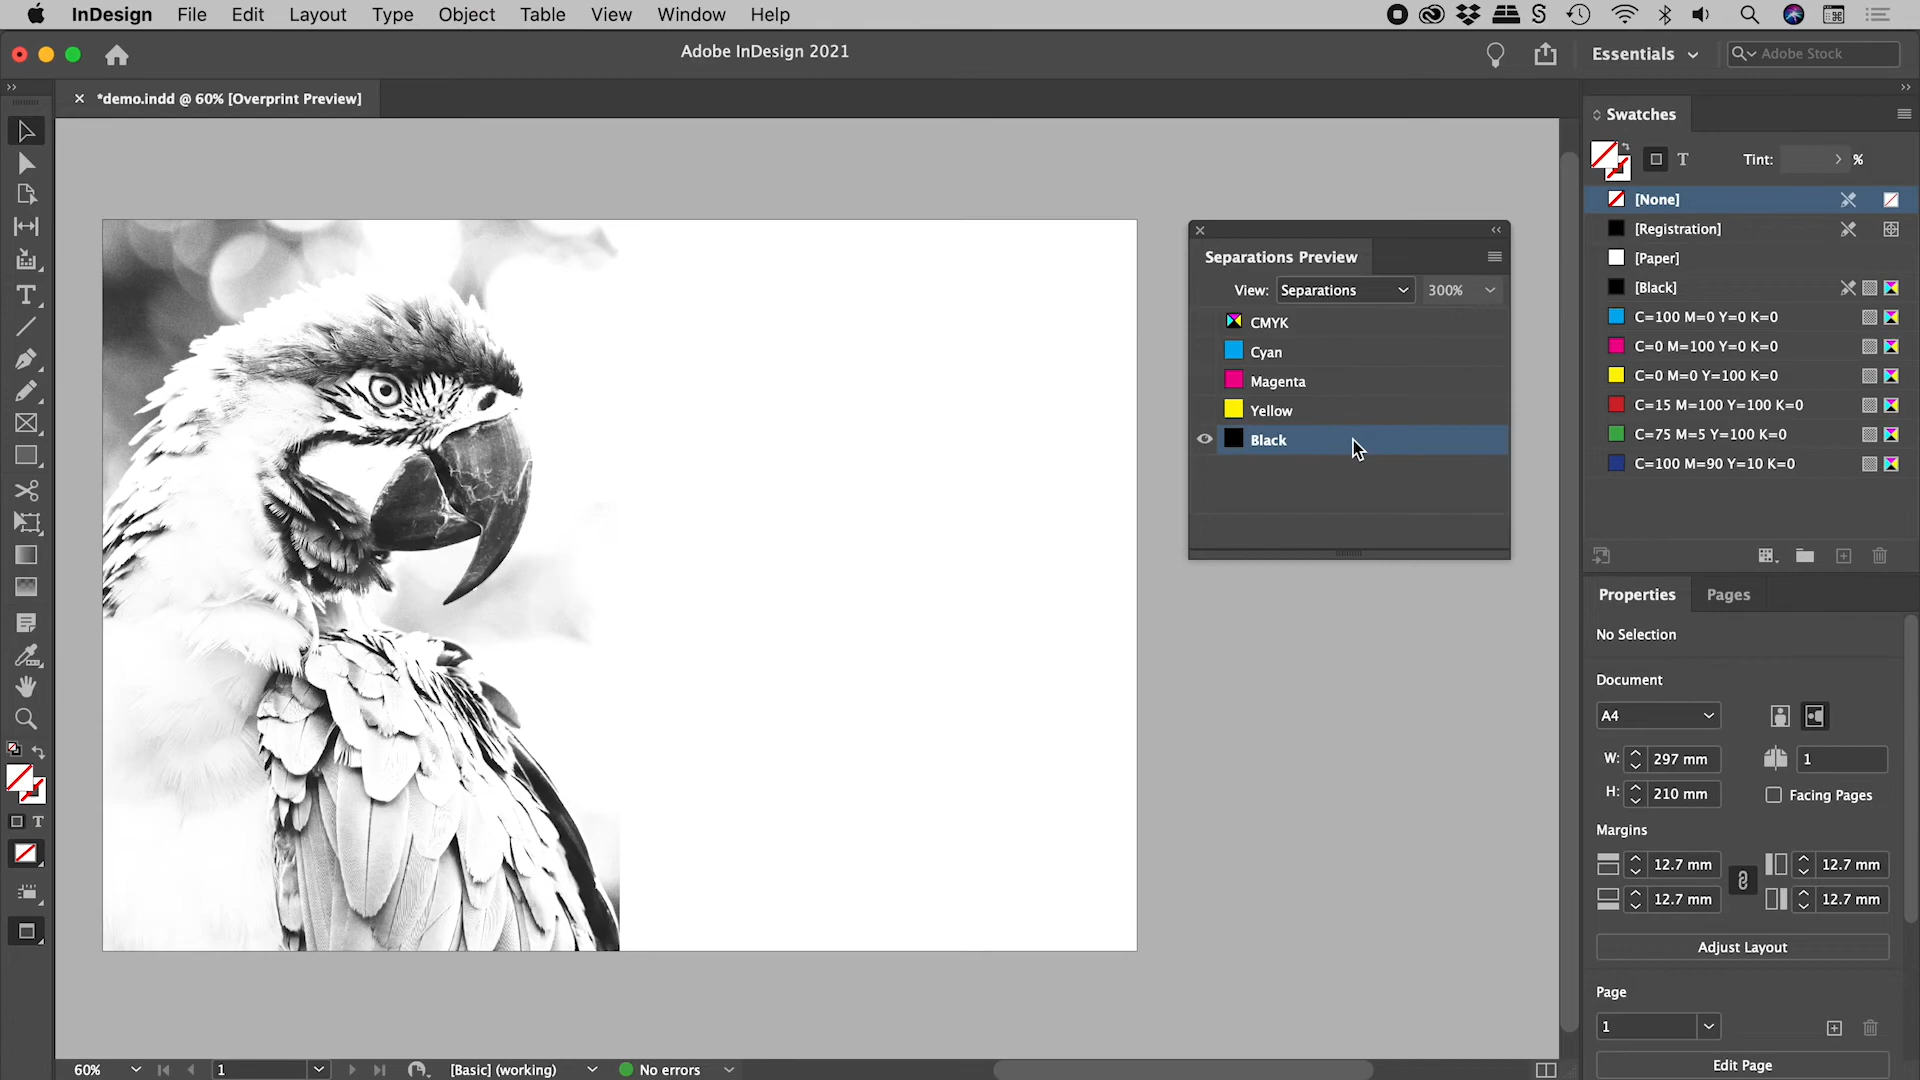 InDesign File Edit Layout Type Object Table View Window Help
Adobe InDesign 2021
Essentials
Adobe Stock
*demo.indd @ 60% [Overprint Preview]
Separations Preview
View: Separations 300%
CMYK
Cyan
Magenta
Yellow
Black
Swatches
T Tint: %
[None]
[Registration]
[Paper]
[Black]
C=100 M=0 Y=0 K=0
C=0 M=100 Y=0 K=0
C=0 M=0 Y=100 K=0
C=15 M=100 Y=100 K=0
C=75 M=5 Y=100 K=0
C=100 M=90 Y=10 K=0
Properties Pages
No Selection
Document
A4
W: 297 mm 1
H: 210 mm Facing Pages
Margins
12.7 mm 12.7 mm
12.7 mm 12.7 mm
Adjust Layout
Page
1
Edit Page
60% 1 [Basic] (working) No errors